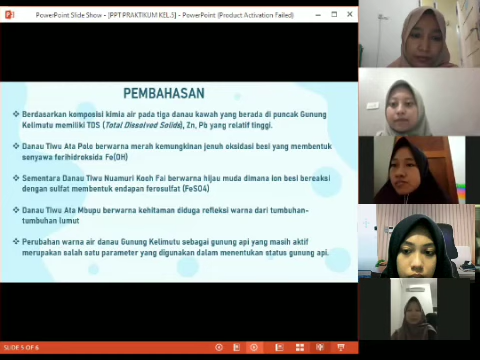 PowerPoint Slide Show - [PPT PRAKTIKUM KEL.5] - PowerPoint (Product Activation Failed)
PEMBAHASAN
❖ Berdasarkan komposisi kimia air pada tiga danau kawah yang berada di puncak Gunung
Kelimutu memiliki TDS (Total Dissolved Solids), Zn, Pb yang relatif tinggi.
❖ Danau Tiwu Ata Polo berwarna merah kemungkinan jenuh oksidasi besi yang membentuk
senyawa ferihidroksida Fe(OH)
❖ Sementara Danau Tiwu Nuamuri Kooh Fai berwarna hijau muda dimana ion besi bereaksi
dengan sulfat membentuk endapan ferosulfat (FeSO4)
❖ Danau Tiwu Ata Mbupu berwarna kehitaman diduga refleksi warna dari tumbuhan-
tumbuhan lumut
❖ Perubahan warna air danau Gunung Kelimutu sebagai gunung api yang masih aktif
merupakan salah satu parameter yang digunakan dalam menentukan status gunung api.
SLIDE 5 OF 6